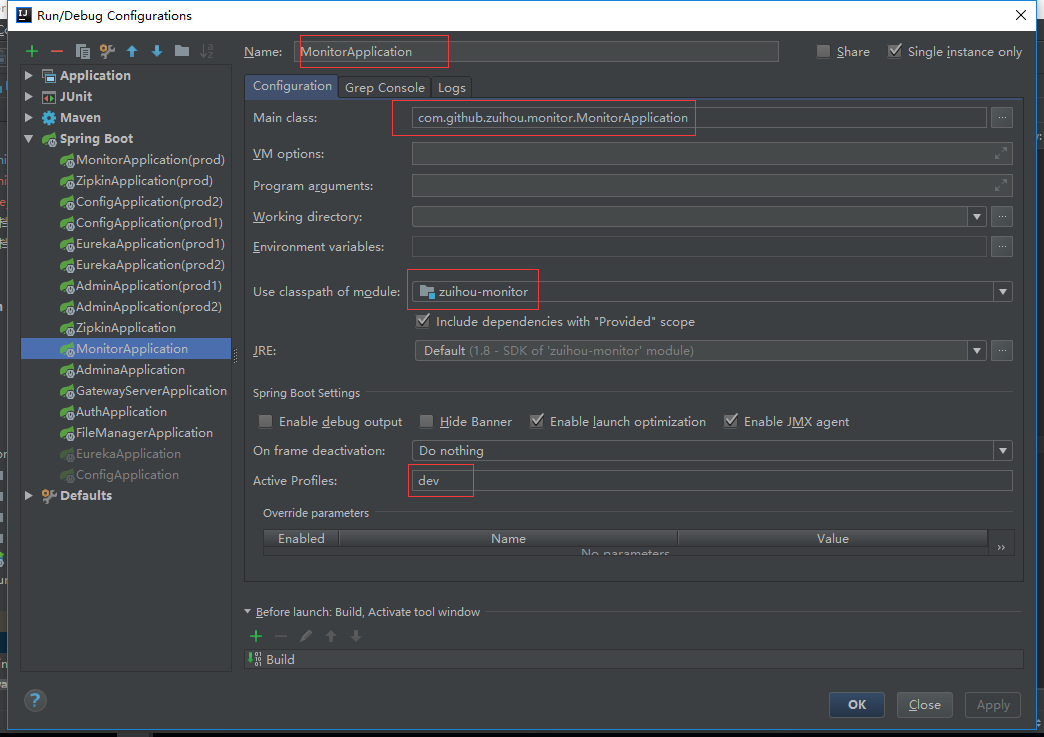 Run/Debug Configurations
Name: MonitorApplication
Share
Single instance only
Application
JUnit
Maven
Spring Boot
MonitorApplication(prod)
ZipkinApplication(prod)
ConfigApplication(prod2)
ConfigApplication(prod1)
EurekaApplication(prod1)
EurekaApplication(prod2)
AdminApplication(prod1)
AdminApplication(prod2)
ZipkinApplication
MonitorApplication
AdminaApplication
GatewayServerApplication
AuthApplication
FileManagerApplication
EurekaApplication
ConfigApplication
Defaults
Configuration
Grep Console
Logs
Main class: com.github.zuihou.monitor.MonitorApplication
VM options:
Program arguments:
Working directory:
Environment variables:
Use classpath of module: zuihou-monitor
Include dependencies with "Provided" scope
JRE: Default (1.8 - SDK of 'zuihou-monitor' module)
Spring Boot Settings
Enable debug output
Hide Banner
Enable launch optimization
Enable JMX agent
On frame deactivation: Do nothing
Active Profiles: dev
Override parameters
Enabled Name Value
No parameters
Before launch: Build, Activate tool window
Build
OK
Close
Apply